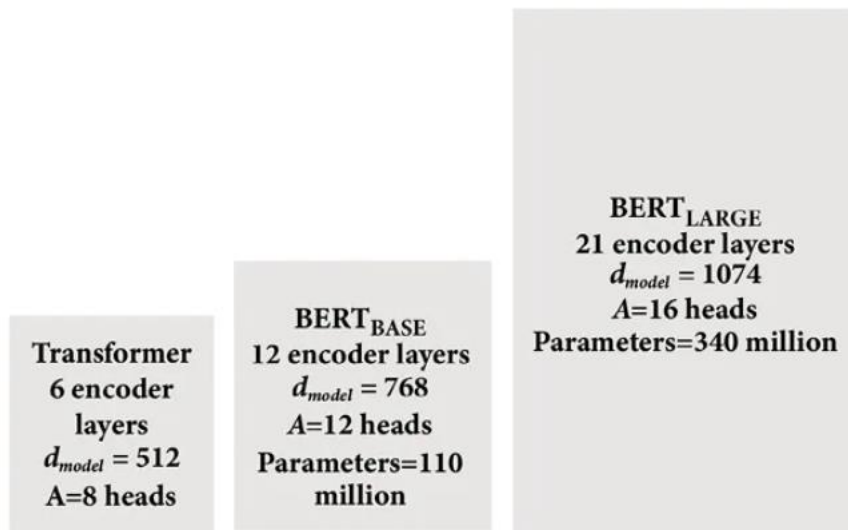 Transformer
6 encoder
layers
d_model = 512
A=8 heads
BERT_BASE
12 encoder layers
d_model = 768
A=12 heads
Parameters=110
million
BERT_LARGE
21 encoder layers
d_model = 1074
A=16 heads
Parameters=340 million